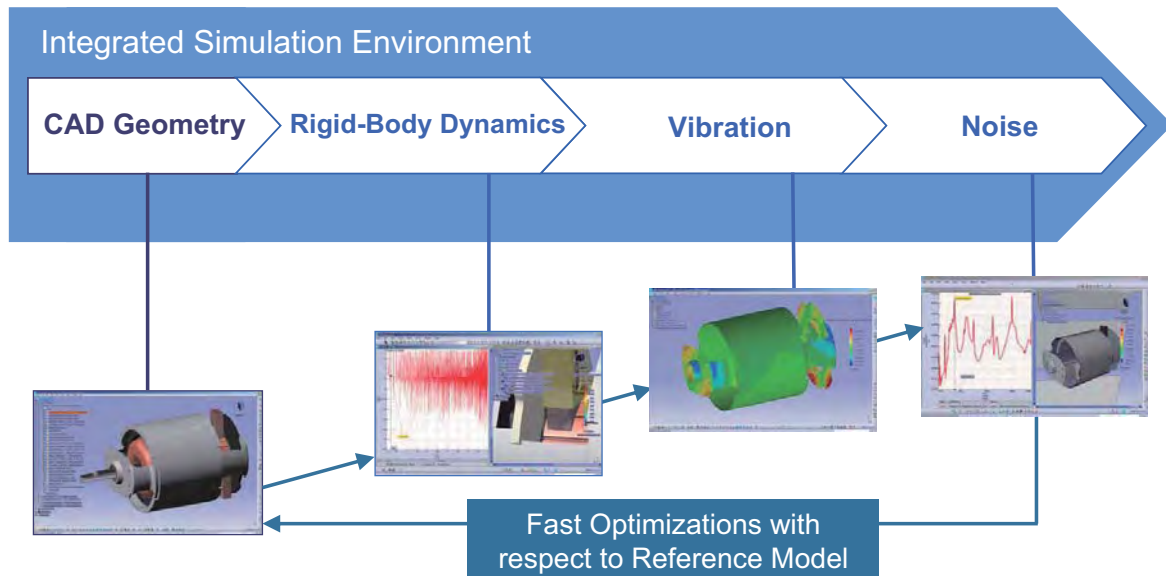 Integrated Simulation Environment
CAD Geometry
Rigid-Body Dynamics
Vibration
Noise
Fast Optimizations with
respect to Reference Model